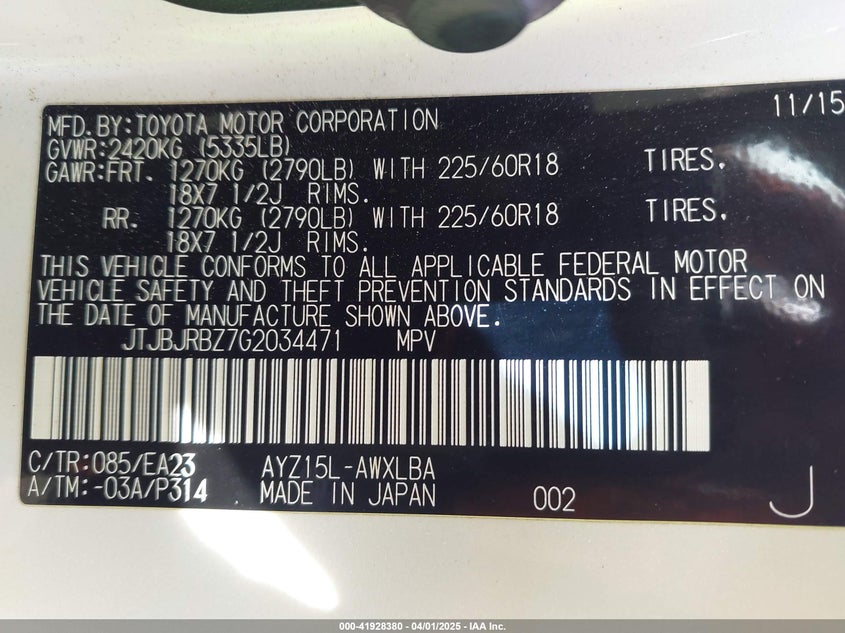 11/15
MFD.BY:TOYOTA MOTOR CORPORATION
GVWR:2420KG (5335LB)
GAWR:FRT. 1270KG (2790LB) WITH 225/60R18 TIRES.
18X7 1/2J RIMS.
RR. 1270KG (2790LB) WITH 225/60R18 TIRES.
18X7 1/2J RIMS.
THIS VEHICLE CONFORMS TO ALL APPLICABLE FEDERAL MOTOR
VEHICLE SAFETY AND THEFT PREVENTION STANDARDS IN EFFECT ON
THE DATE OF MANUFACTURE SHOWN ABOVE.
JTJBJRBZ7G2034471 MPV
C/TR:085/EA23 AYZ15L-AWXLBA
A/TM:-03A/P314 MADE IN JAPAN 002 J
000-41928380 - 04/01/2025 - IAA Inc.